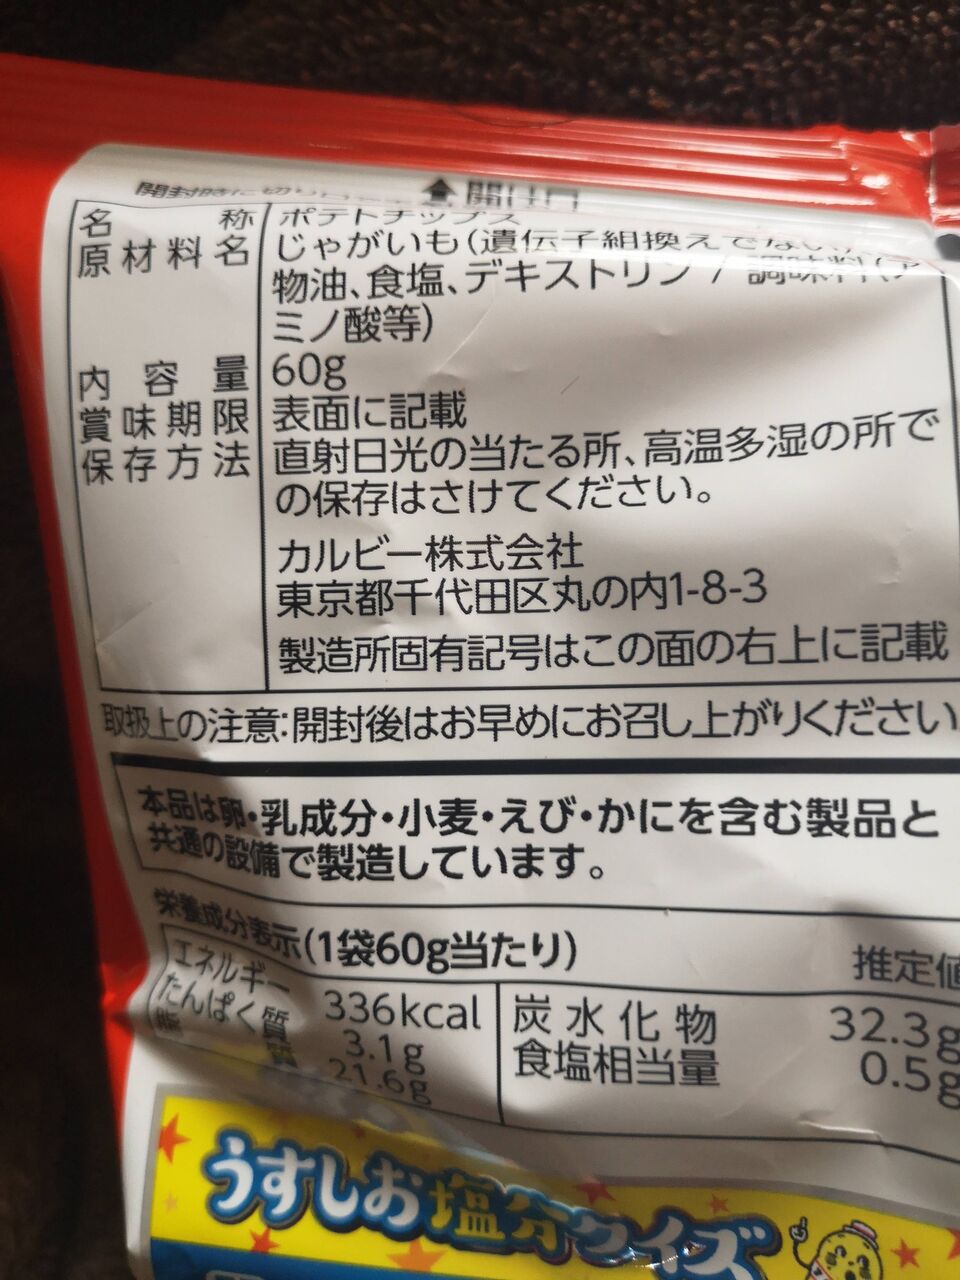 開け口
名称 ポテトチップス
原材料名 じゃがいも(遺伝子組換えでない)、
物油、食塩、デキストリン / 調味料(ア
ミノ酸等)
内容量 60g
賞味期限 表面に記載
保存方法 直射日光の当たる所、高温多湿の所で
の保存はさけてください。
カルビー株式会社
東京都千代田区丸の内1-8-3
製造所固有記号はこの面の右上に記載
取扱上の注意:開封後はお早めにお召し上がりください
本品は卵・乳成分・小麦・えび・かにを含む製品と
共通の設備で製造しています。
栄養成分表示(1袋60g当たり) 推定値
エネルギー 336kcal 炭水化物 32.3g
たんぱく質 3.1g 食塩相当量 0.5g
脂質 21.6g
うすしお塩分クイズ